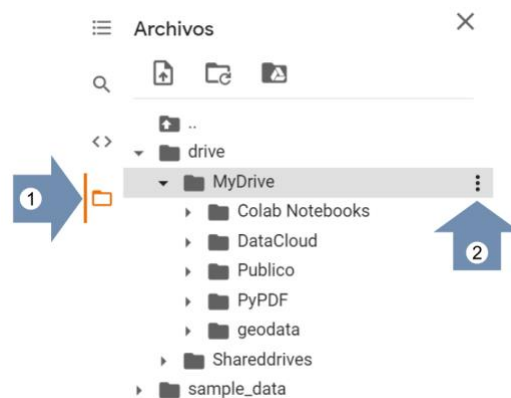 Archivos
..
drive
MyDrive
1
Colab Notebooks
DataCloud
2
Publico
PyPDF
geodata
Shareddrives
sample_data